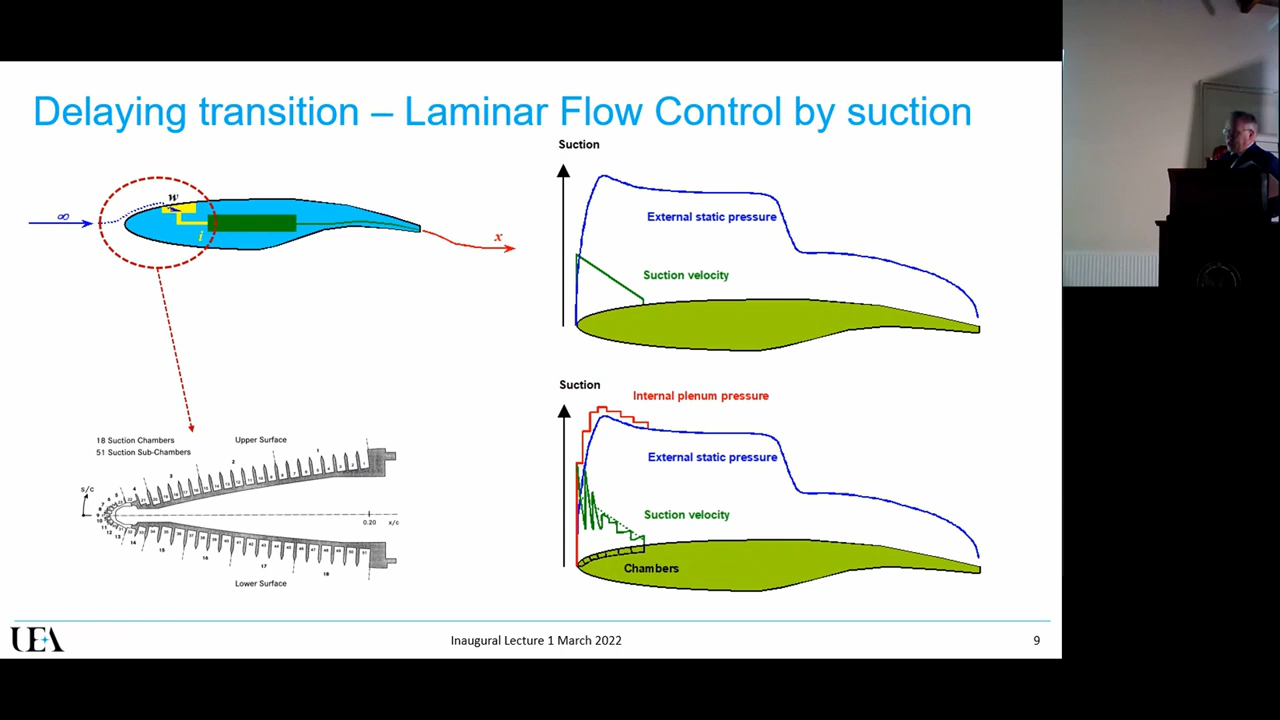 Delaying transition – Laminar Flow Control by suction
∞
w
i
x
Suction
External static pressure
Suction velocity
18 Suction Chambers
51 Suction Sub-Chambers
Upper Surface
S/C
0.20
x/c
Lower Surface
Suction
Internal plenum pressure
External static pressure
Suction velocity
Chambers
UEA
Inaugural Lecture 1 March 2022
9